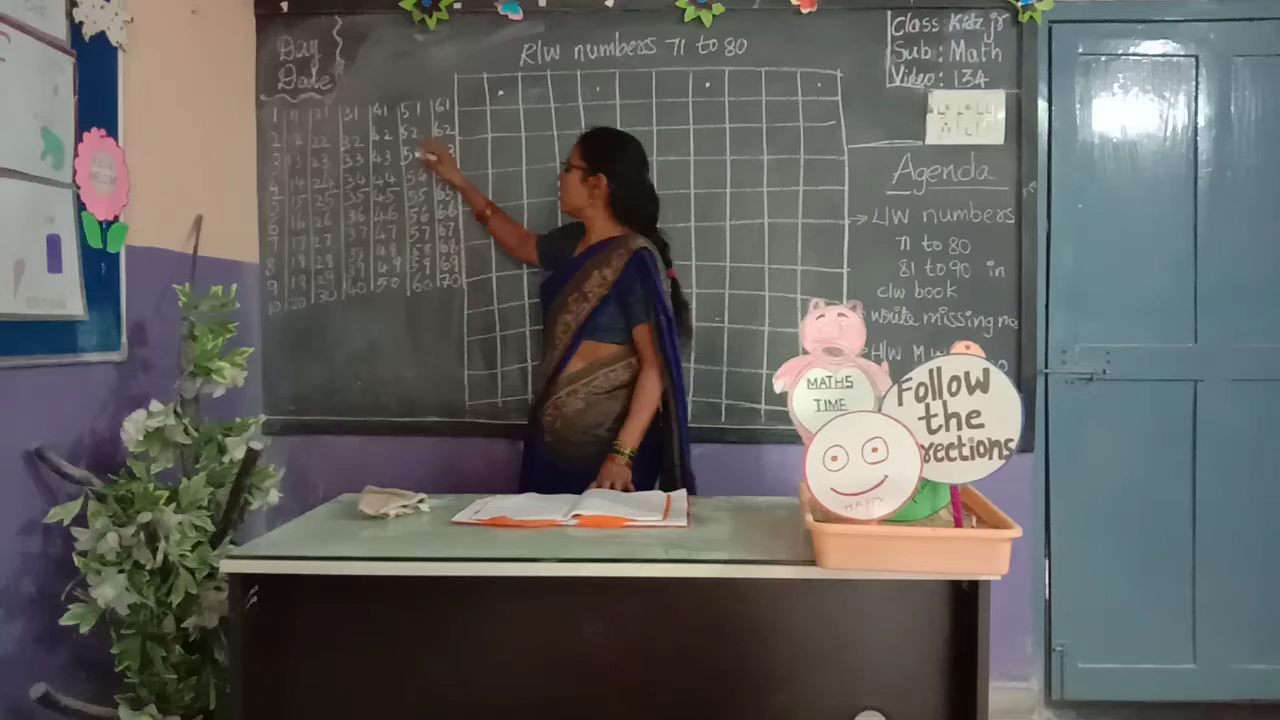 Day
Date
R/W numbers 71 to 80
Class Kidz jr
Sub: Math
Video: 134
1 11 21 31 41 51 61
2 12 22 32 42 52 62
3 13 23 33 43 5 3
14 24 34 44 54
15 25 35 45 55 65
16 26 36 46 56 66
17 27 37 47 57 67
8 18 28 38 48 58 68
9 19 29 39 49 59 69
10 20 30 40 50 60 70
Agenda
L/W numbers
71 to 80
81 to 90 in
c/w book
write missing no
H/W M
MATHS
TIME
Follow
the
rections
HAPPY